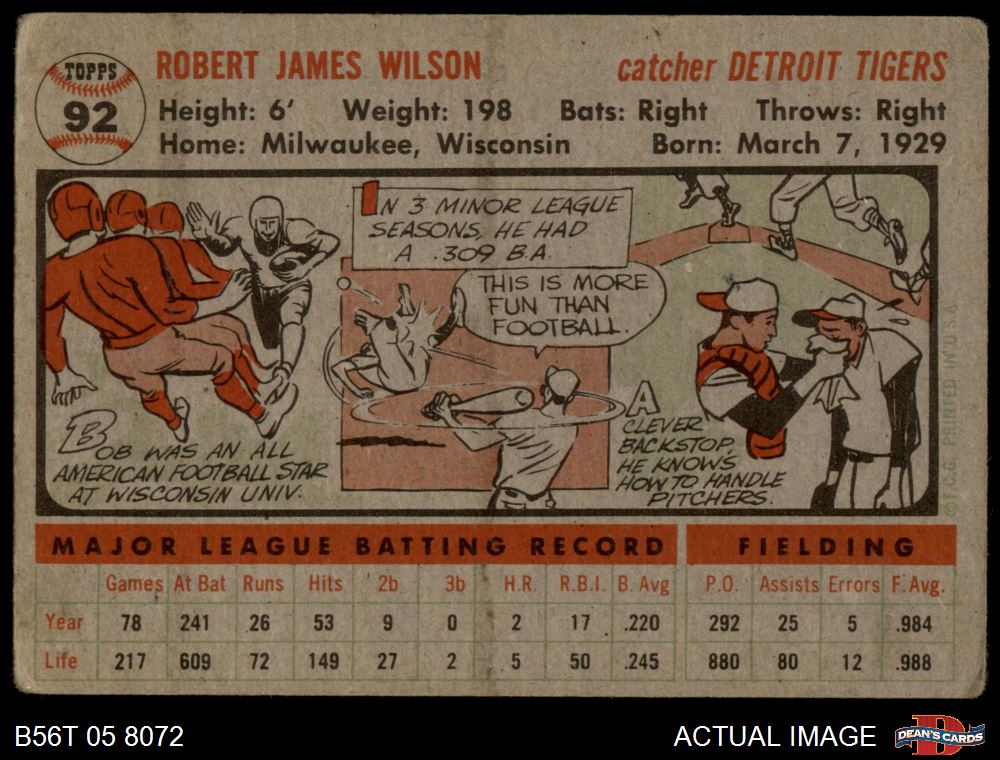 TOPPS
92
ROBERT JAMES WILSON catcher DETROIT TIGERS
Height: 6' Weight: 198 Bats: Right Throws: Right
Home: Milwaukee, Wisconsin Born: March 7, 1929
BOB WAS AN ALL
AMERICAN FOOTBALL STAR
AT WISCONSIN UNIV.
IN 3 MINOR LEAGUE
SEASONS, HE HAD
A .309 B.A.
THIS IS MORE
FUN THAN
FOOTBALL.
A
CLEVER
BACKSTOP,
HE KNOWS
HOW TO HANDLE
PITCHERS.
© T.C.G. PRINTED IN U.S.A.
MAJOR LEAGUE BATTING RECORD FIELDING
Games At Bat Runs Hits 2b 3b H.R. R.B.I. B. Avg P.O. Assists Errors F. Avg.
Year 78 241 26 53 9 0 2 17 .220 292 25 5 .984
Life 217 609 72 149 27 2 5 50 .245 880 80 12 .988
B56T 05 8072 ACTUAL IMAGE
DEAN'S CARDS